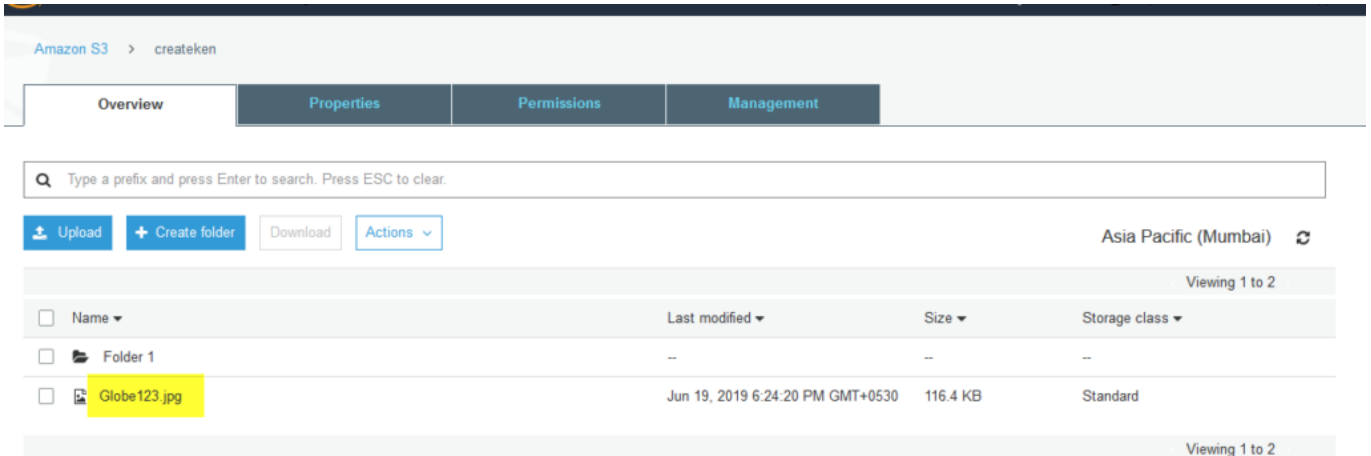 Amazon S3 > createken
Overview Properties Permissions Management
Type a prefix and press Enter to search. Press ESC to clear.
Upload + Create folder Download Actions
Asia Pacific (Mumbai)
Viewing 1 to 2
Name Last modified Size Storage class
Folder 1 -- -- --
Globe123.jpg Jun 19, 2019 6:24:20 PM GMT+0530 116.4 KB Standard
Viewing 1 to 2